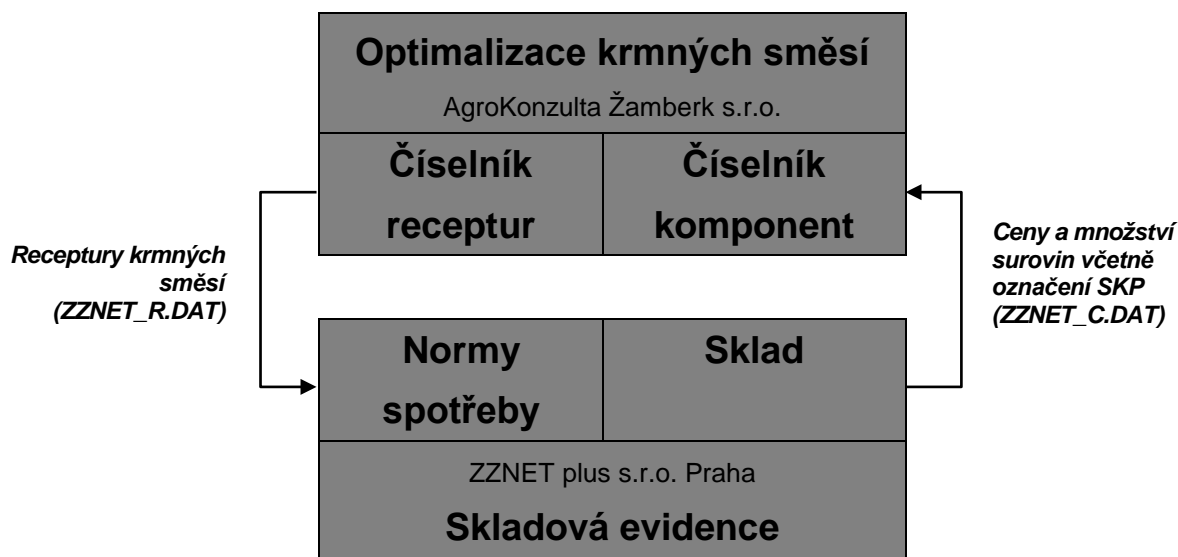 Optimalizace krmných směsí
AgroKonzulta Žamberk s.r.o.
Číselník
receptur
Číselník
komponent
Receptury krmných
směsí
(ZZNET_R.DAT)
Ceny a množství
surovin včetně
označení SKP
(ZZNET_C.DAT)
Normy
spotřeby
Sklad
ZZNET plus s.r.o. Praha
Skladová evidence